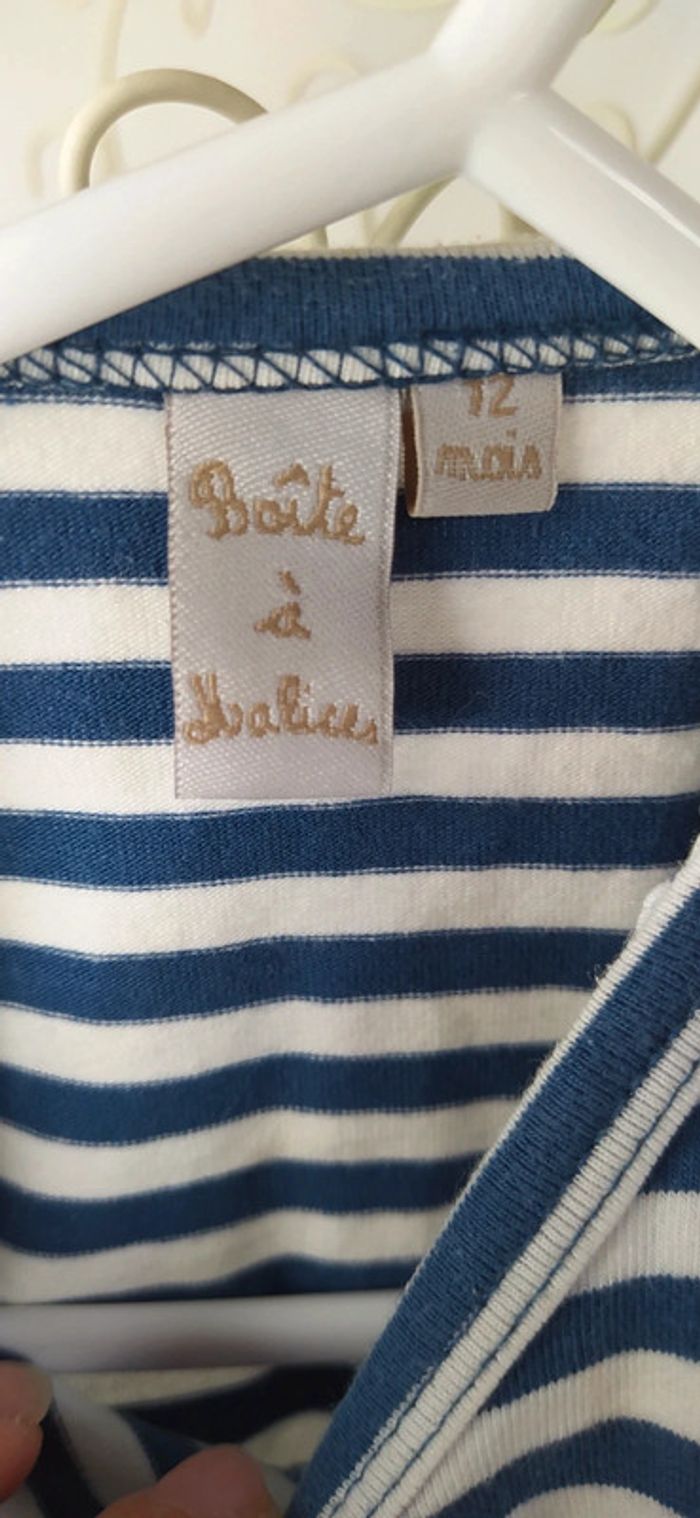 Boîte
à
Malices
12
mois